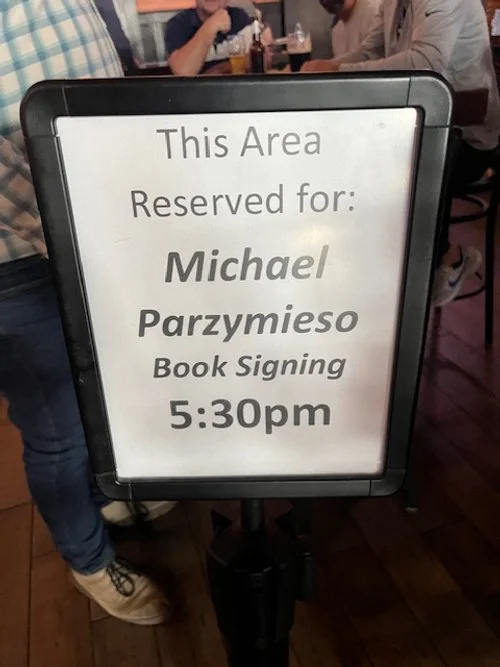 This Area
Reserved for:
Michael
Parzymieso
Book Signing
5:30pm